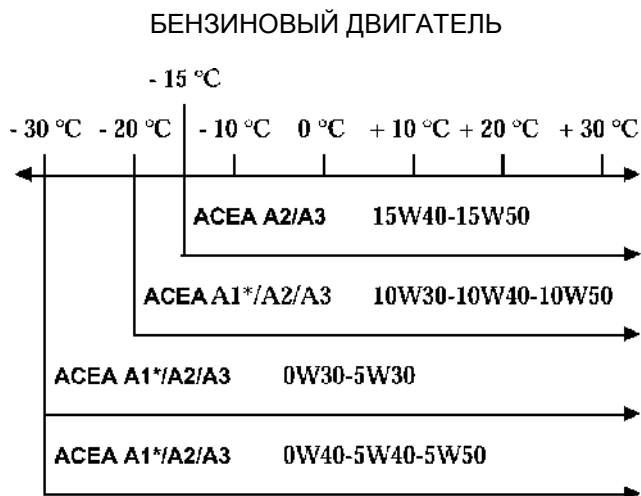 БЕНЗИНОВЫЙ ДВИГАТЕЛЬ
- 15 °C
- 30 °C - 20 °C - 10 °C 0 °C + 10 °C + 20 °C + 30 °C
ACEA A2/A3 15W40-15W50
ACEA A1*/A2/A3 10W30-10W40-10W50
ACEA A1*/A2/A3 0W30-5W30
ACEA A1*/A2/A3 0W40-5W40-5W50